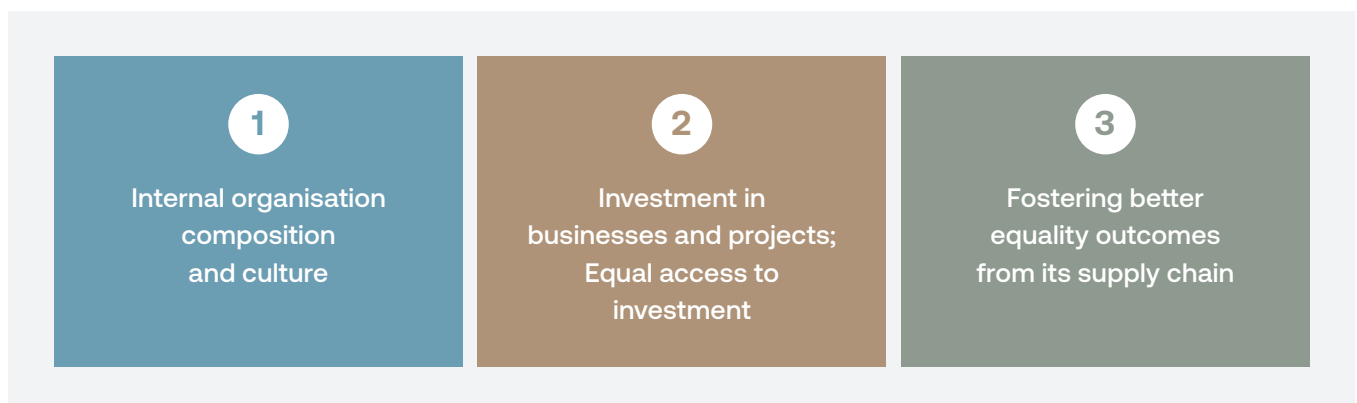 1
Internal organisation
composition
and culture
2
Investment in
businesses and projects;
Equal access to
investment
3
Fostering better
equality outcomes
from its supply chain